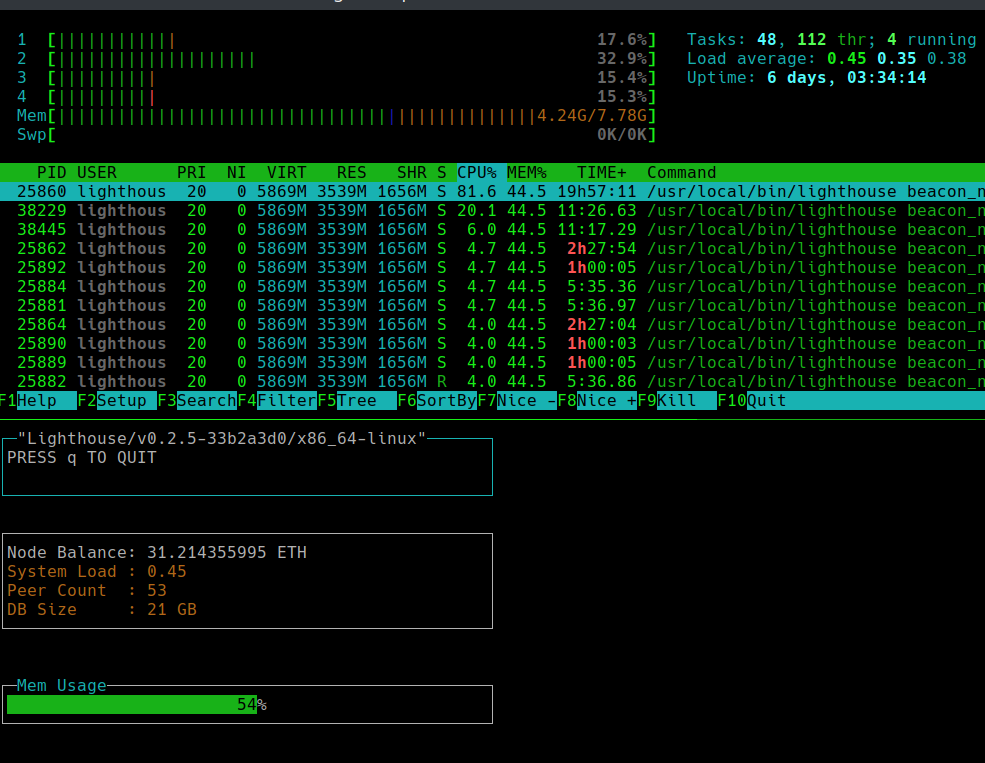 1 [|||||||||||| 17.6%] Tasks: 48, 112 thr; 4 running
2 [|||||||||||||||||||| 32.9%] Load average: 0.45 0.35 0.38
3 [|||||||||| 15.4%] Uptime: 6 days, 03:34:14
4 [|||||||||| 15.3%]
Mem[||||||||||||||||||||||||||||||||||||||||||||||||4.24G/7.78G]
Swp[ 0K/0K]
PID USER PRI NI VIRT RES SHR S CPU% MEM% TIME+ Command
25860 lighthous 20 0 5869M 3539M 1656M S 81.6 44.5 19h57:11 /usr/local/bin/lighthouse beacon_n
38229 lighthous 20 0 5869M 3539M 1656M S 20.1 44.5 11:26.63 /usr/local/bin/lighthouse beacon_n
38445 lighthous 20 0 5869M 3539M 1656M S 6.0 44.5 11:17.29 /usr/local/bin/lighthouse beacon_n
25862 lighthous 20 0 5869M 3539M 1656M S 4.7 44.5 2h27:54 /usr/local/bin/lighthouse beacon_n
25892 lighthous 20 0 5869M 3539M 1656M S 4.7 44.5 1h00:05 /usr/local/bin/lighthouse beacon_n
25884 lighthous 20 0 5869M 3539M 1656M S 4.7 44.5 5:35.36 /usr/local/bin/lighthouse beacon_n
25881 lighthous 20 0 5869M 3539M 1656M S 4.7 44.5 5:36.97 /usr/local/bin/lighthouse beacon_n
25864 lighthous 20 0 5869M 3539M 1656M S 4.0 44.5 2h27:04 /usr/local/bin/lighthouse beacon_n
25890 lighthous 20 0 5869M 3539M 1656M S 4.0 44.5 1h00:03 /usr/local/bin/lighthouse beacon_n
25889 lighthous 20 0 5869M 3539M 1656M S 4.0 44.5 1h00:05 /usr/local/bin/lighthouse beacon_n
25882 lighthous 20 0 5869M 3539M 1656M R 4.0 44.5 5:36.86 /usr/local/bin/lighthouse beacon_n
F1Help F2Setup F3SearchF4FilterF5Tree F6SortByF7Nice -F8Nice +F9Kill F10Quit
"Lighthouse/v0.2.5-33b2a3d0/x86_64-linux"
PRESS q TO QUIT
Node Balance: 31.214355995 ETH
System Load : 0.45
Peer Count : 53
DB Size : 21 GB
Mem Usage
54%